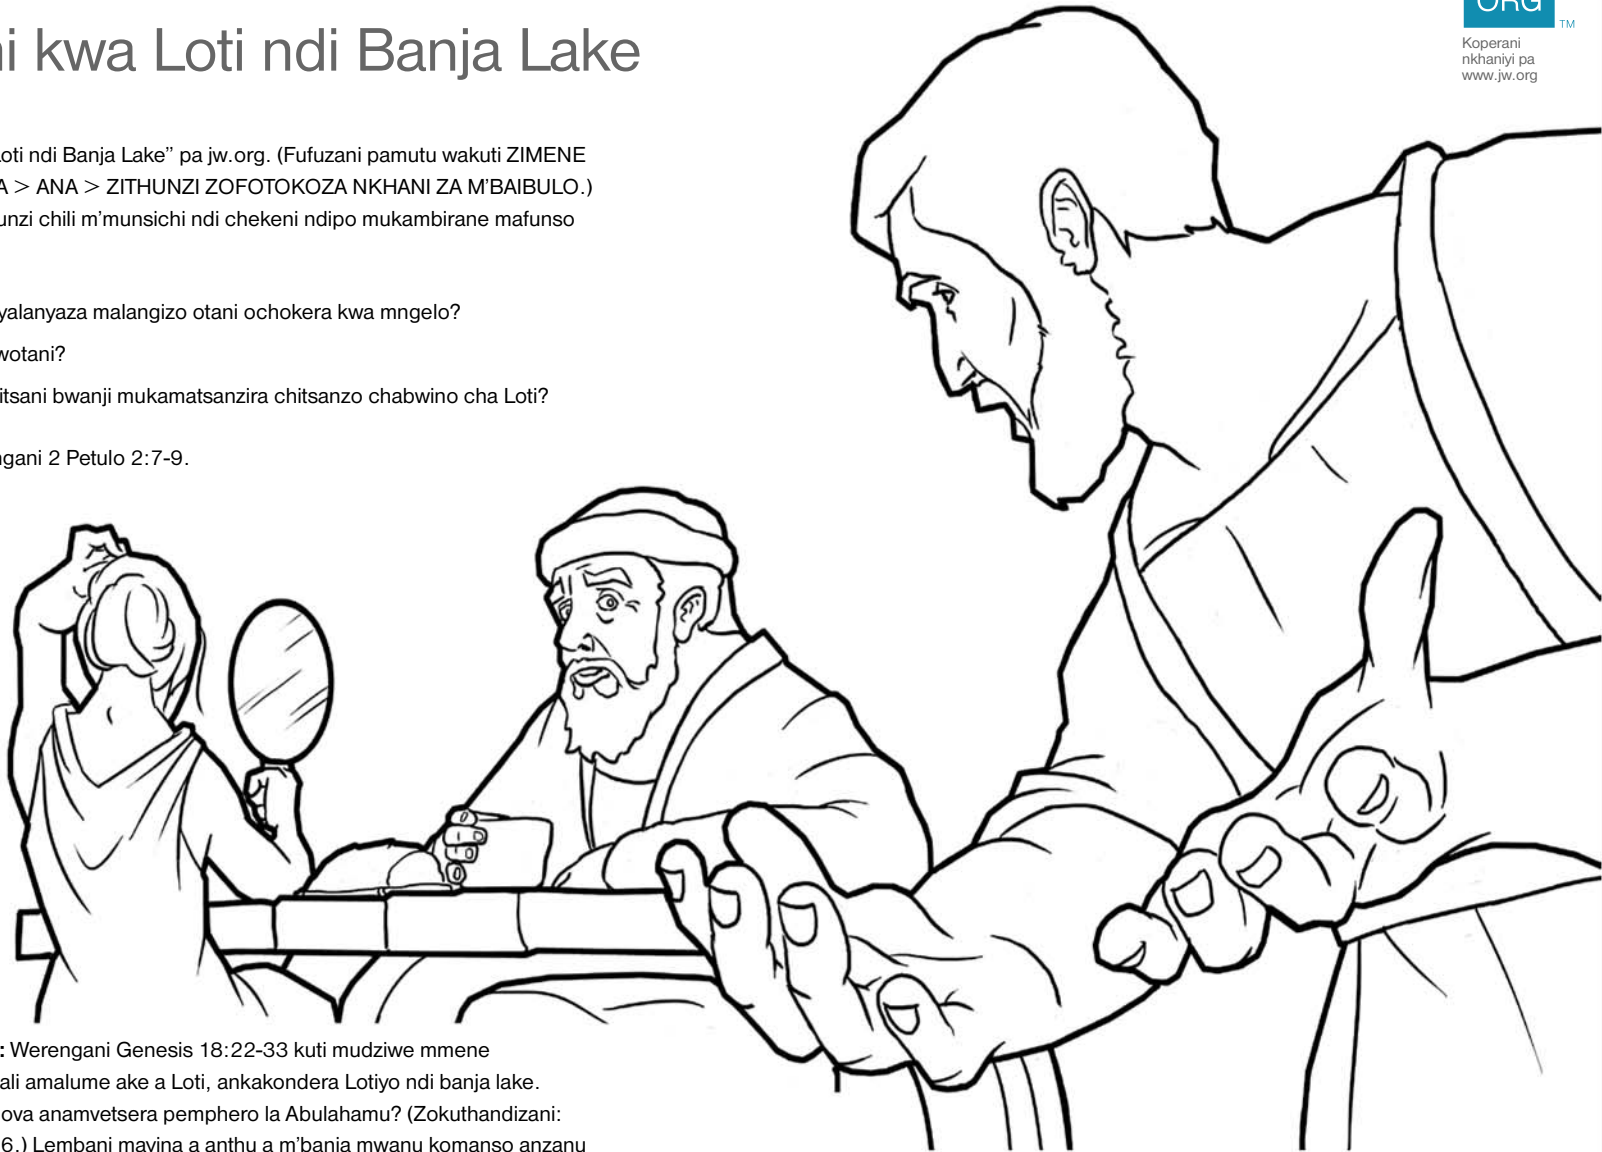 ni kwa Loti ndi Banja Lake
ORG
TM
Koperani
nkhaniyi pa
www.jw.org
oti ndi Banja Lake” pa jw.org. (Fufuzani pamutu wakuti ZIMENE
A > ANA > ZITHUNZI ZOFOTOKOZA NKHANI ZA M’BAIBULO.)
unzi chili m’munsichi ndi chekeni ndipo mukambirane mafunso
yalanyaza malangizo otani ochokera kwa mngelo?
wotani?
itsani bwanji mukamatsanzira chitsanzo chabwino cha Loti?
ngani 2 Petulo 2:7-9.
: Werengani Genesis 18:22-33 kuti mudziwe mmene
ali amalume ake a Loti, ankakondera Lotiyo ndi banja lake.
ova anamvetsera pemphero la Abulahamu? (Zokuthandizani:
6.) Lembani mayina a anthu a m’banja mwanu komanso anzanu